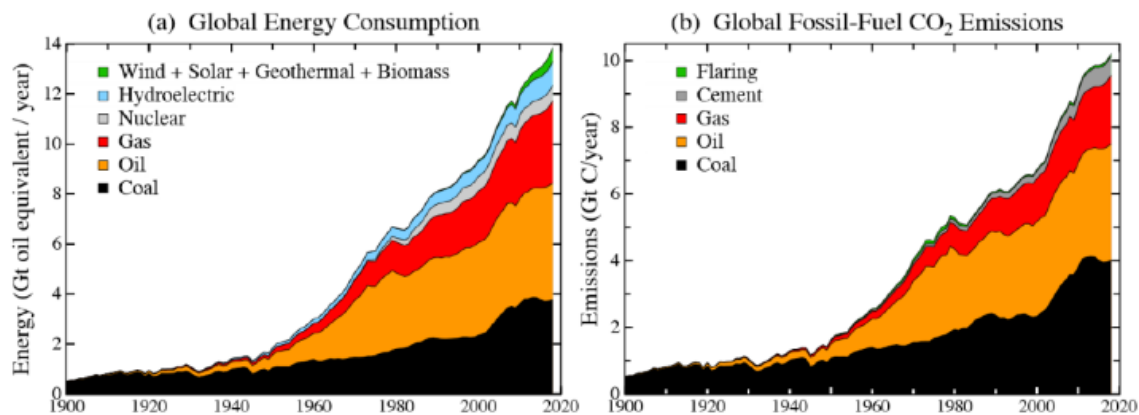 (a) Global Energy Consumption
Energy (Gt oil equivalent / year)
14
12
10
8
6
4
2
0
Wind + Solar + Geothermal + Biomass
Hydroelectric
Nuclear
Gas
Oil
Coal
1900 1920 1940 1960 1980 2000 2020
(b) Global Fossil-Fuel CO₂ Emissions
Emissions (Gt C/year)
10
8
6
4
2
0
Flaring
Cement
Gas
Oil
Coal
1900 1920 1940 1960 1980 2000 2020